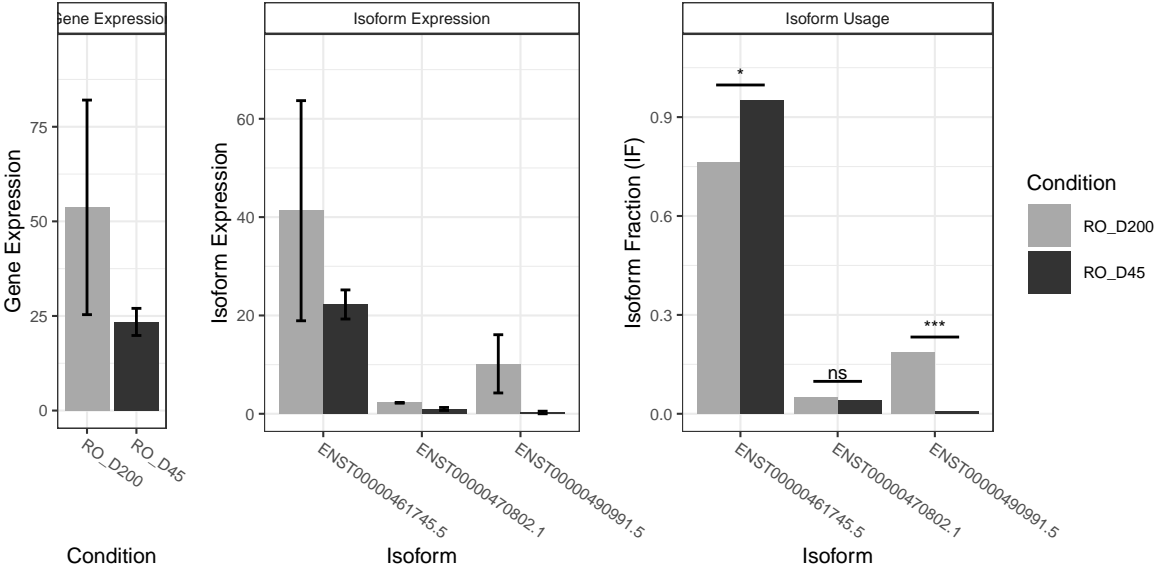 Gene Expression
Isoform Expression
Isoform Usage
Gene Expression
75
50
25
0
RO_D200
RO_D45
Condition
Isoform Expression
60
40
20
0
ENST00000461745.5
ENST00000470802.1
ENST00000490991.5
Isoform
Isoform Fraction (IF)
0.9
0.6
0.3
0.0
*
ns
***
ENST00000461745.5
ENST00000470802.1
ENST00000490991.5
Isoform
Condition
RO_D200
RO_D45